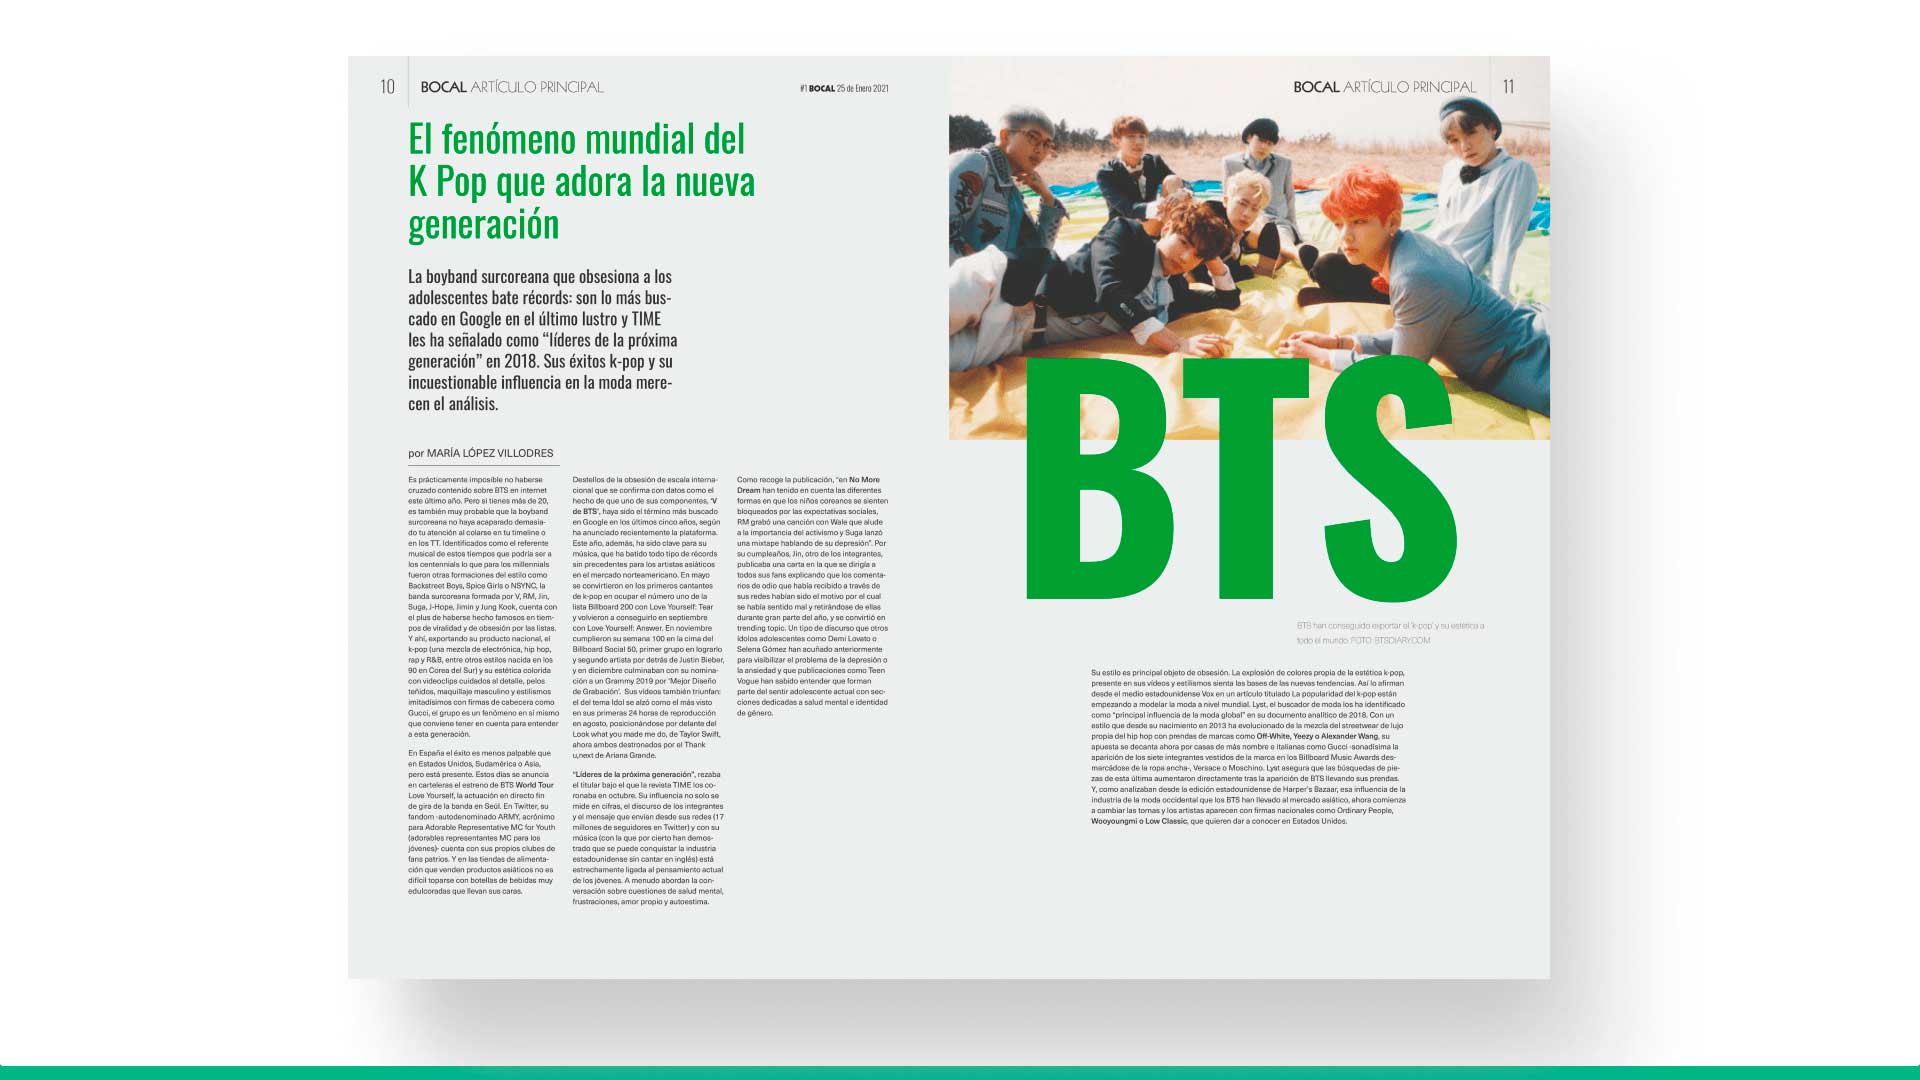 10
BOCAL ARTÍCULO PRINCIPAL
#1 BOCAL 25 de Enero 2021
El fenómeno mundial del
K Pop que adora la nueva
generación
La boyband surcoreana que obsesiona a los
adolescentes bate récords: son lo más bus-
cado en Google en el último lustro y TIME
les ha señalado como “líderes de la próxima
generación” en 2018. Sus éxitos k-pop y su
incuestionable influencia en la moda mere-
cen el análisis.
por MARÍA LÓPEZ VILLODRES
Es prácticamente imposible no haberse
cruzado contenido sobre BTS en internet
este último año. Pero si tienes más de 20,
es también muy probable que la boyband
surcoreana no haya acaparado demasia-
do tu atención al colarse en tu timeline o
en los TT. Identificados como el referente
musical de estos tiempos que podría ser a
los centennials lo que para los millennials
fueron otras formaciones del estilo como
Backstreet Boys, Spice Girls o NSYNC, la
banda surcoreana formada por V, RM, Jin,
Suga, J-Hope, Jimin y Jung Kook, cuenta con
el plus de haberse hecho famosos en tiem-
pos de viralidad y de obsesión por las listas.
Y ahí, exportando su producto nacional, el
k-pop (una mezcla de electrónica, hip hop,
rap y R&B, entre otros estilos nacida en los
90 en Corea del Sur) y su estética colorida
con videoclips cuidados al detalle, pelos
teñidos, maquillaje masculino y estilismos
imitadísimos con firmas de cabecera como
Gucci, el grupo es un fenómeno en sí mismo
que conviene tener en cuenta para entender
a esta generación.
En España el éxito es menos palpable que
en Estados Unidos, Sudamérica o Asia,
pero está presente. Estos días se anuncia
en carteleras el estreno de BTS World Tour
Love Yourself, la actuación en directo fin
de gira de la banda en Seúl. En Twitter, su
fandom -autodenominado ARMY, acrónimo
para Adorable Representative MC for Youth
(adorables representantes MC para los
jóvenes)- cuenta con sus propios clubes de
fans patrios. Y en las tiendas de alimenta-
ción que venden productos asiáticos no es
difícil toparse con botellas de bebidas muy
edulcoradas que llevan sus caras.
Destellos de la obsesión de escala interna-
cional que se confirma con datos como el
hecho de que uno de sus componentes, ‘V
de BTS’, haya sido el término más buscado
en Google en los últimos cinco años, según
ha anunciado recientemente la plataforma.
Este año, además, ha sido clave para su
música, que ha batido todo tipo de récords
sin precedentes para los artistas asiáticos
en el mercado norteamericano. En mayo
se convirtieron en los primeros cantantes
de k-pop en ocupar el número uno de la
lista Billboard 200 con Love Yourself: Tear
y volvieron a conseguirlo en septiembre
con Love Yourself: Answer. En noviembre
cumplieron su semana 100 en la cima del
Billboard Social 50, primer grupo en lograrlo
y segundo artista por detrás de Justin Bieber,
y en diciembre culminaban con su nomina-
ción a un Grammy 2019 por ‘Mejor Diseño
de Grabación’. Sus vídeos también triunfan:
el del tema Idol se alzó como el más visto
en sus primeras 24 horas de reproducción
en agosto, posicionándose por delante del
Look what you made me do, de Taylor Swift,
ahora ambos destronados por el Thank
u,next de Ariana Grande.
“Líderes de la próxima generación”, rezaba
el titular bajo el que la revista TIME los co-
ronaba en octubre. Su influencia no solo se
mide en cifras, el discurso de los integrantes
y el mensaje que envían desde sus redes (17
millones de seguidores en Twitter) y con su
música (con la que por cierto han demos-
trado que se puede conquistar la industria
estadounidense sin cantar en inglés) está
estrechamente ligada al pensamiento actual
de los jóvenes. A menudo abordan la con-
versación sobre cuestiones de salud mental,
frustraciones, amor propio y autoestima.
Como recoge la publicación, “en No More
Dream han tenido en cuenta las diferentes
formas en que los niños coreanos se sienten
bloqueados por las expectativas sociales,
RM grabó una canción con Wale que alude
a la importancia del activismo y Suga lanzó
una mixtape hablando de su depresión”. Por
su cumpleaños, Jin, otro de los integrantes,
publicaba una carta en la que se dirigía a
todos sus fans explicando que los comenta-
rios de odio que había recibido a través de
sus redes habían sido el motivo por el cual
se había sentido mal y retirándose de ellas
durante gran parte del año, y se convirtió en
trending topic. Un tipo de discurso que otros
ídolos adolescentes como Demi Lovato o
Selena Gómez han acuñado anteriormente
para visibilizar el problema de la depresión o
la ansiedad y que publicaciones como Teen
Vogue han sabido entender que forman
parte del sentir adolescente actual con sec-
ciones dedicadas a salud mental e identidad
de género.
BOCAL ARTÍCULO PRINCIPAL
11
BTS
BTS han conseguido exportar el 'k-pop' y su estética a
todo el mundo. FOTO: BTSDIARY.COM
Su estilo es principal objeto de obsesión. La explosión de colores propia de la estética k-pop,
presente en sus vídeos y estilismos sienta las bases de las nuevas tendencias. Así lo afirman
desde el medio estadounidense Vox en un artículo titulado La popularidad del k-pop están
empezando a modelar la moda a nivel mundial. Lyst, el buscador de moda los ha identificado
como “principal influencia de la moda global” en su documento analítico de 2018. Con un
estilo que desde su nacimiento en 2013 ha evolucionado de la mezcla del streetwear de lujo
propia del hip hop con prendas de marcas como Off-White, Yeezy o Alexander Wang, su
apuesta se decanta ahora por casas de más nombre e italianas como Gucci -sonadísima la
aparición de los siete integrantes vestidos de la marca en los Billboard Music Awards des-
marcádose de la ropa ancha-, Versace o Moschino. Lyst asegura que las búsquedas de pie-
zas de esta última aumentaron directamente tras la aparición de BTS llevando sus prendas.
Y, como analizaban desde la edición estadounidense de Harper's Bazaar, esa influencia de la
industria de la moda occidental que los BTS han llevado al mercado asiático, ahora comienza
a cambiar las tornas y los artistas aparecen con firmas nacionales como Ordinary People,
Wooyoungmi o Low Classic, que quieren dar a conocer en Estados Unidos.